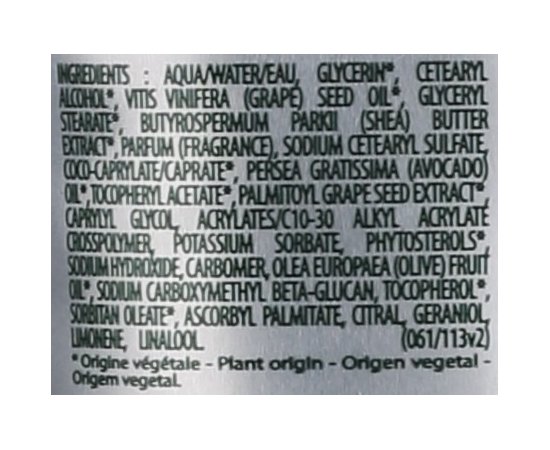 INGREDIENTS : AQUA/WATER/EAU, GLYCERIN*, CETEARYL
ALCOHOL*, VITIS VINIFERA (GRAPE) SEED OIL*, GLYCERYL
STEARATE*, BUTYROSPERMUM PARKII (SHEA) BUTTER
EXTRACT*, PARFUM (FRAGRANCE), SODIUM CETEARYL SULFATE,
COCO-CAPRYLATE/CAPRATE*, PERSEA GRATISSIMA (AVOCADO)
OIL*, TOCOPHERYL ACETATE*, PALMITOYL GRAPE SEED EXTRACT*,
CAPRYLYL GLYCOL, ACRYLATES/C10-30 ALKYL ACRYLATE
CROSSPOLYMER, POTASSIUM SORBATE, PHYTOSTEROLS*,
SODIUM HYDROXIDE, CARBOMER, OLEA EUROPAEA (OLIVE) FRUIT
OIL*, SODIUM CARBOXYMETHYL BETA-GLUCAN, TOCOPHEROL*,
SORBITAN OLEATE*, ASCORBYL PALMITATE, CITRAL, GERANIOL,
LIMONENE, LINALOOL. (061/113v2)
*Origine végétale - Plant origin - Origen vegetal -
Origem vegetal.